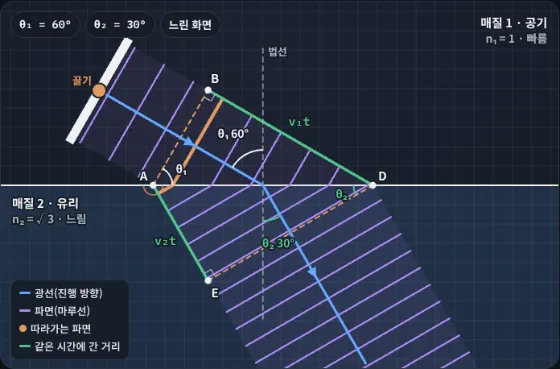 θ₁ = 60°
θ₂ = 30°
느린 화면
매질 1 · 공기
n₁ = 1 · 빠름
법선
끌기
B
v₁t
θ₁ 60°
A
θ₁
D
θ₂
매질 2 · 유리
n₂ = √3 · 느림
v₂t
θ₂ 30°
E
광선(진행 방향)
파면(마루선)
따라가는 파면
같은 시간에 간 거리